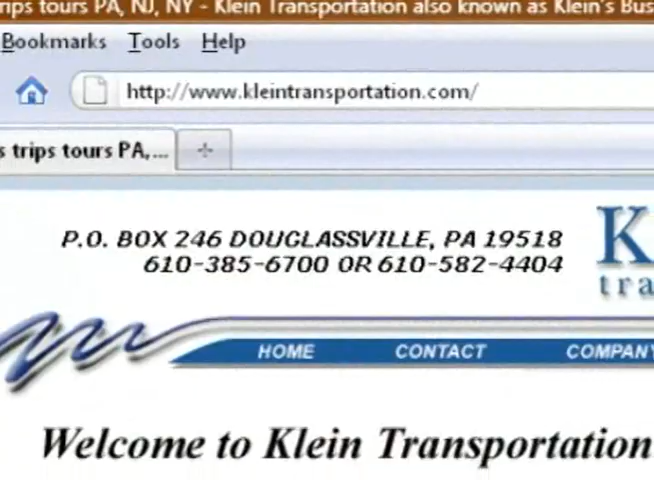 rips tours PA, NJ, NY - Klein Transportation also known as Klein's Bus
Bookmarks Tools Help
http://www.kleintransportation.com/
s trips tours PA,...
P.O. BOX 246 DOUGLASSVILLE, PA 19518
610-385-6700 OR 610-582-4404
K
tra
HOME CONTACT COMPANY
Welcome to Klein Transportation